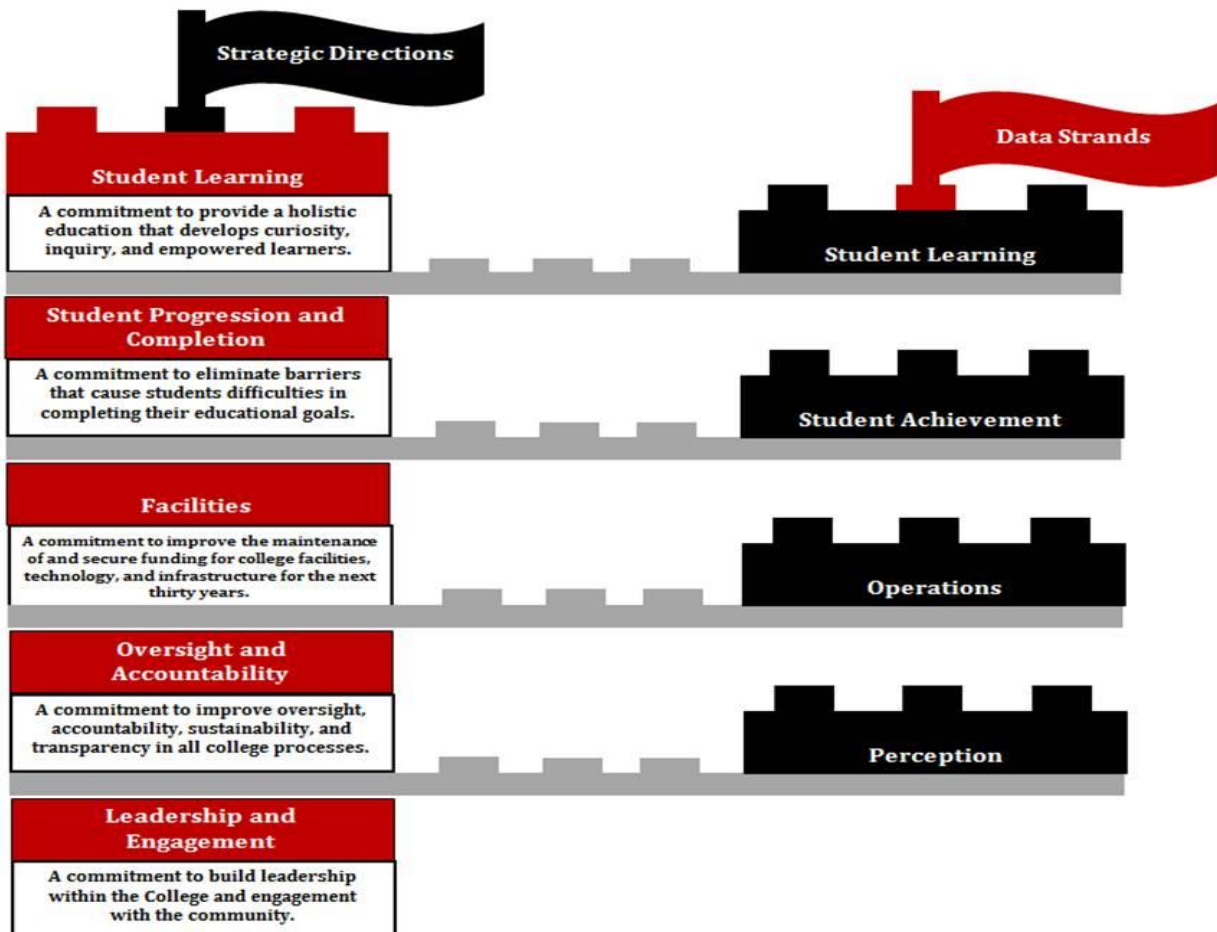 Strategic Directions
Student Learning
A commitment to provide a holistic
education that develops curiosity,
inquiry, and empowered learners.
Student Progression and
Completion
A commitment to eliminate barriers
that cause students difficulties in
completing their educational goals.
Facilities
A commitment to improve the maintenance
of and secure funding for college facilities,
technology, and infrastructure for the next
thirty years.
Oversight and
Accountability
A commitment to improve oversight,
accountability, sustainability, and
transparency in all college processes.
Leadership and
Engagement
A commitment to build leadership
within the College and engagement
with the community.
Data Strands
Student Learning
Student Achievement
Operations
Perception